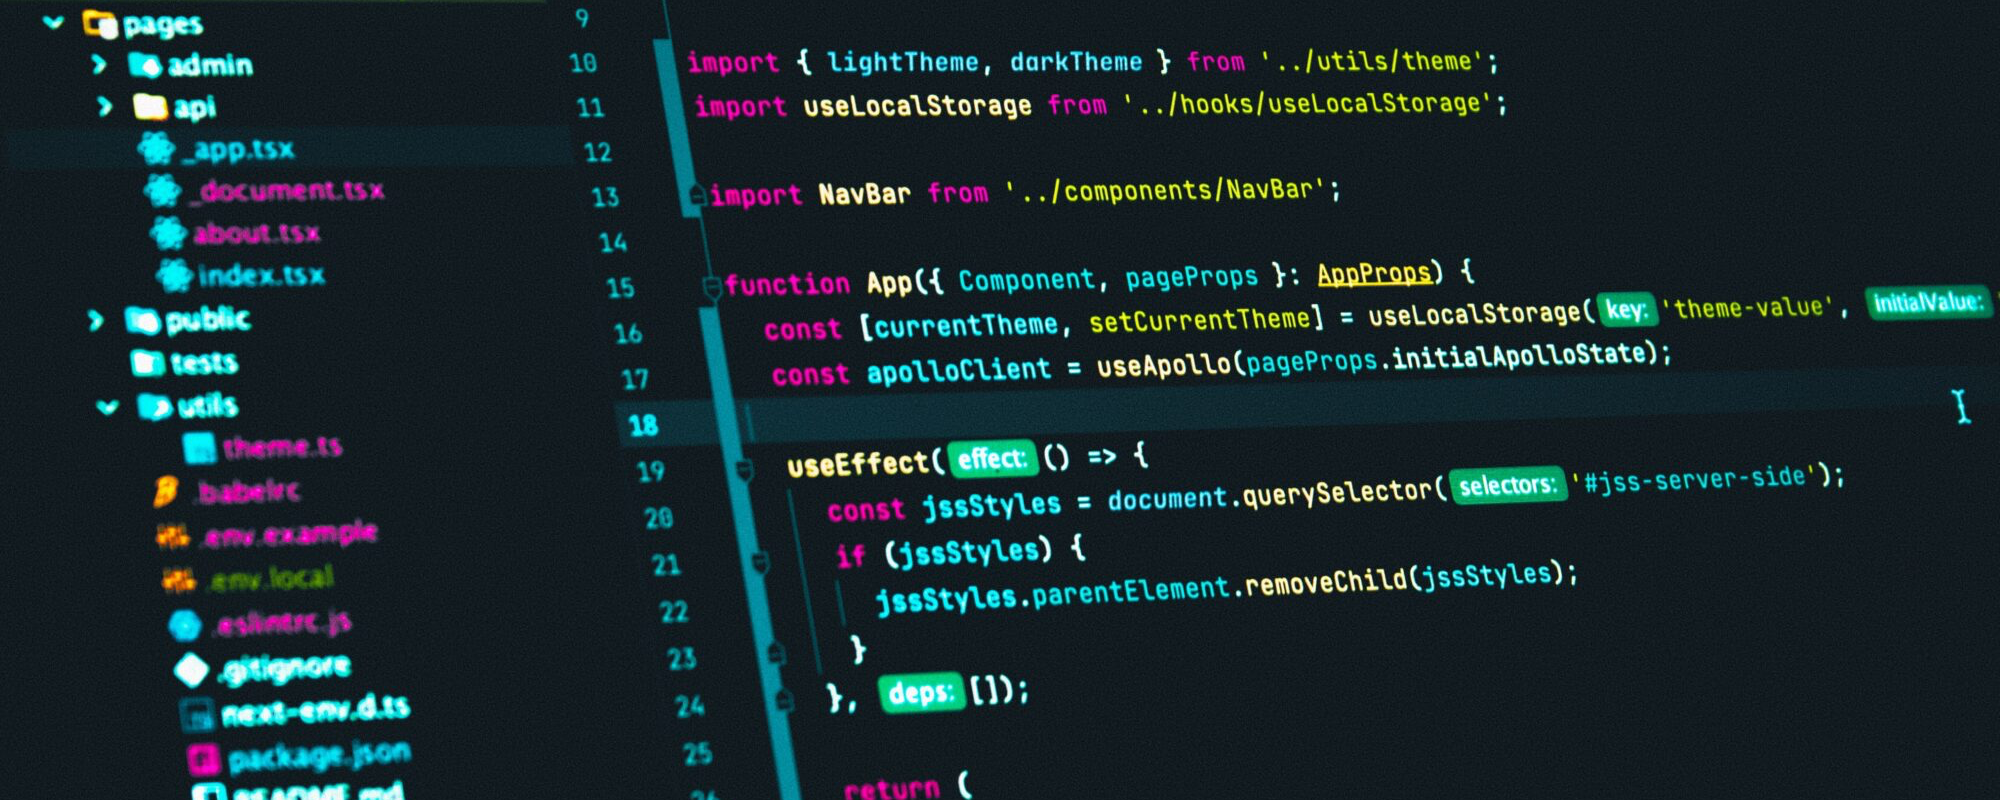 pages
admin
api
_app.tsx
_document.tsx
about.tsx
index.tsx
public
tests
utils
theme.ts
.babelrc
.env.example
.env.local
.eslintrc.js
.gitignore
next-env.d.ts
package.json
README.md
9
10 import { lightTheme, darkTheme } from '../utils/theme';
11 import useLocalStorage from '../hooks/useLocalStorage';
12
13 import NavBar from '../components/NavBar';
14
15 function App({ Component, pageProps }: AppProps) {
16 const [currentTheme, setCurrentTheme] = useLocalStorage( key: 'theme-value', initialValue: '
17 const apolloClient = useApollo(pageProps.initialApolloState);
18
19 useEffect( effect: () => {
20 const jssStyles = document.querySelector( selectors: '#jss-server-side');
21 if (jssStyles) {
22 jssStyles.parentElement.removeChild(jssStyles);
23 }
24 }, deps: []);
25
26 return (